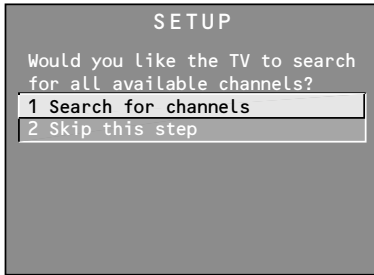 SETUP
Would you like the TV to search
for all available channels?
1 Search for channels
2 Skip this step